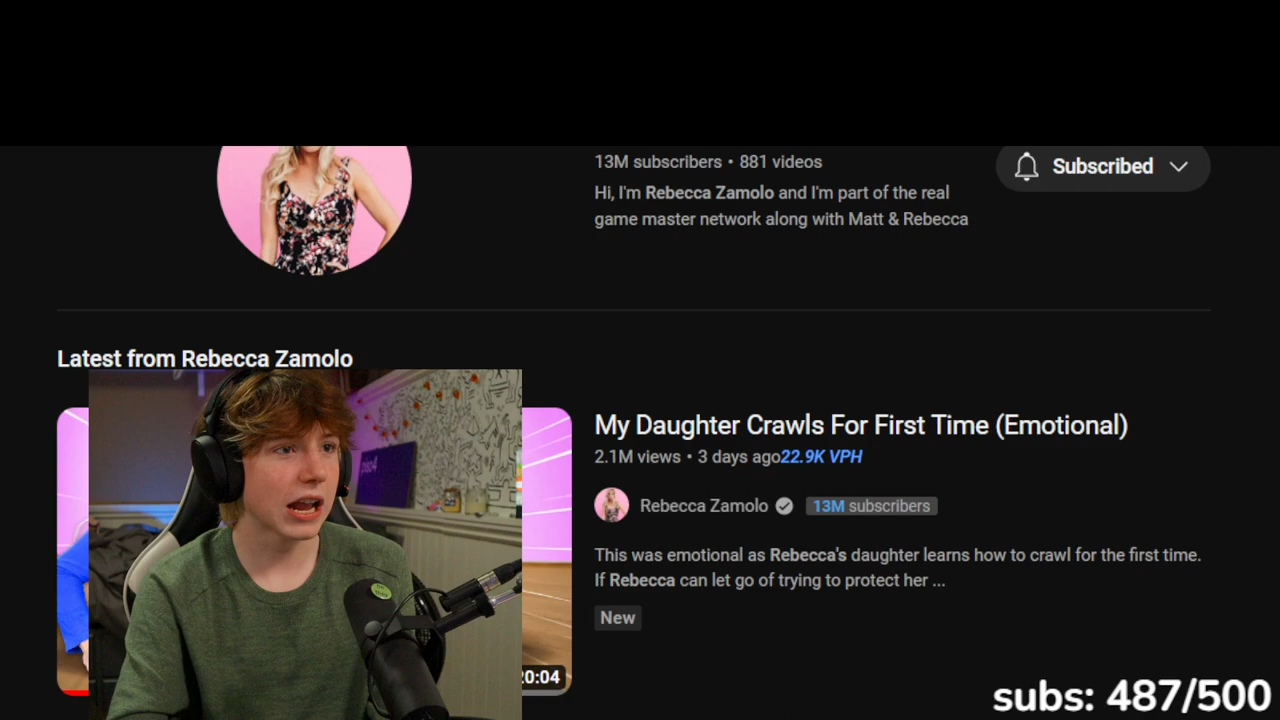 13M subscribers • 881 videos
Subscribed
Hi, I'm Rebecca Zamolo and I'm part of the real
game master network along with Matt & Rebecca
Latest from Rebecca Zamolo
My Daughter Crawls For First Time (Emotional)
2.1M views • 3 days ago22.9K VPH
Rebecca Zamolo 13M subscribers
This was emotional as Rebecca's daughter learns how to crawl for the first time.
If Rebecca can let go of trying to protect her ...
New
20:04
subs: 487/500